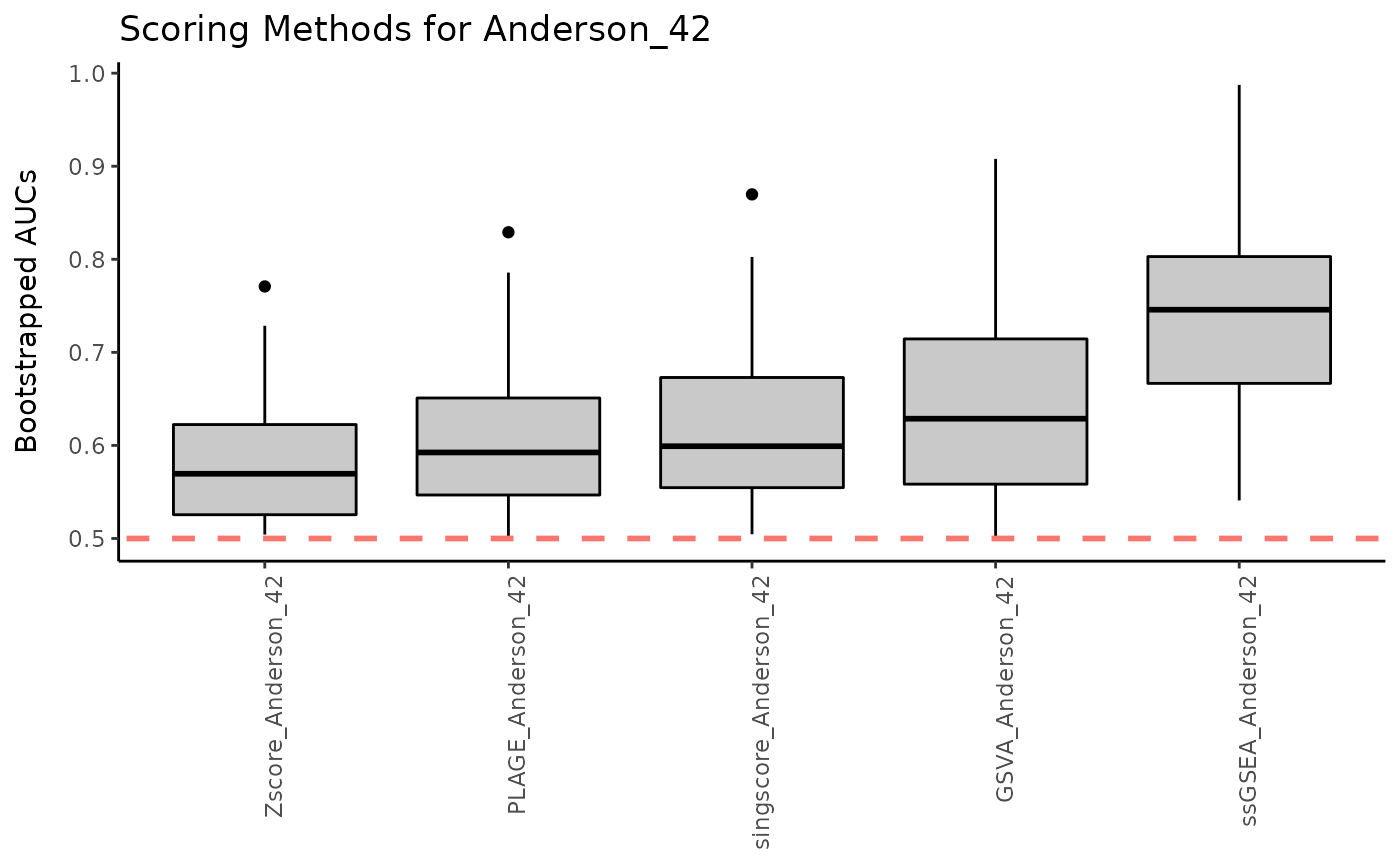 Scoring Methods for Anderson_42
Bootstrapped AUCs
1.0
0.9
0.8
0.7
0.6
0.5
Zscore_Anderson_42
PLAGE_Anderson_42
singscore_Anderson_42
GSVA_Anderson_42
ssGSEA_Anderson_42